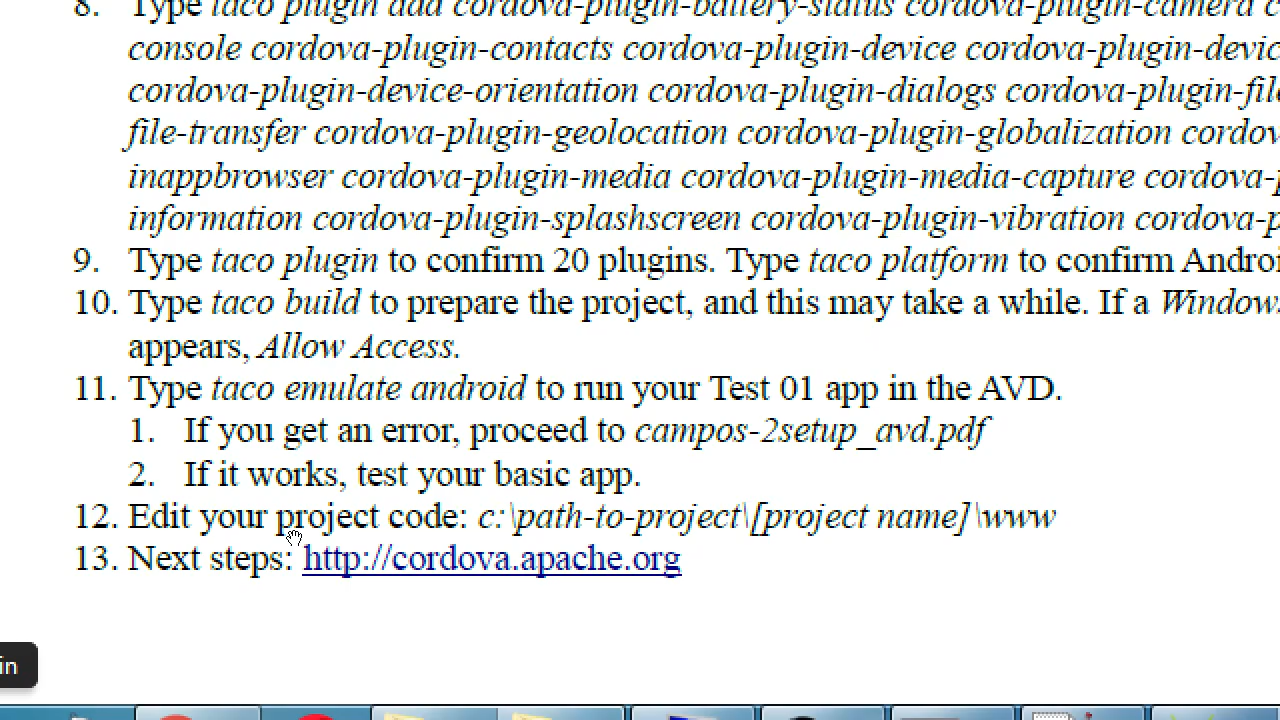 8. Type taco plugin add cordova-plugin-battery-status cordova-plugin-camera
console cordova-plugin-contacts cordova-plugin-device
cordova-plugin-device-orientation cordova-plugin-dialogs
file-transfer cordova-plugin-geolocation cordova-plugin-globalization
inappbrowser cordova-plugin-media cordova-plugin-media-capture
information cordova-plugin-splashscreen cordova-plugin-vibration
9. Type taco plugin to confirm 20 plugins. Type taco platform to confirm
10. Type taco build to prepare the project, and this may take a while. If a
appears, Allow Access.
11. Type taco emulate android to run your Test 01 app in the AVD.
1. If you get an error, proceed to campos-2setup_avd.pdf
2. If it works, test your basic app.
12. Edit your project code: c:\path-to-project\[project name]\www
13. Next steps: http://cordova.apache.org
in